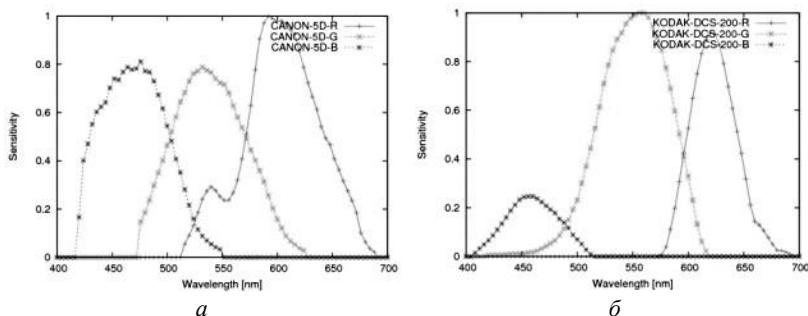 1
0.8
0.6
0.4
0.2
0
Sensitivity
CANON-5D-R
CANON-5D-G
CANON-5D-B
400 450 500 550 600 650 700
Wavelength [nm]
а
1
0.8
0.6
0.4
0.2
0
Sensitivity
KODAK-DCS-200-R
KODAK-DCS-200-G
KODAK-DCS-200-B
400 450 500 550 600 650 700
Wavelength [nm]
б